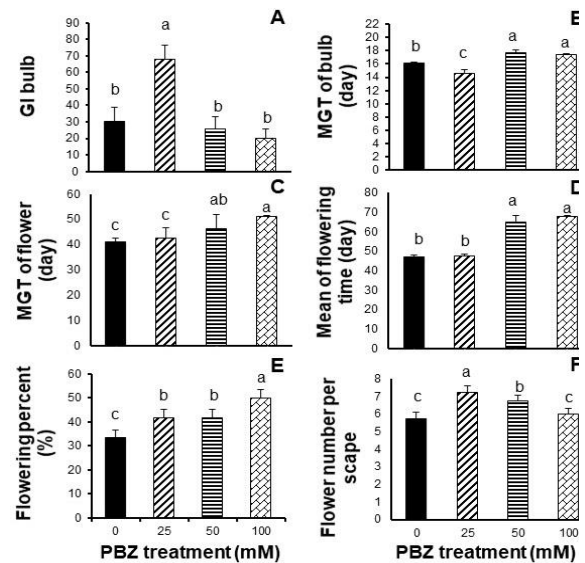 A
GI bulb
90
80
70
60
50
40
30
20
10
0
b
a
b
b
B
MGT of bulb
(day)
22
20
18
16
14
12
10
8
6
4
2
0
b
c
a
a
C
MGT of flower
(day)
60
50
40
30
20
10
0
c
c
ab
a
D
Mean of flowering
time (day)
80
70
60
50
40
30
20
10
0
b
b
a
a
E
Flowering percent
(%)
60
50
40
30
20
10
0
c
b
b
a
0
25
50
100
PBZ treatment (mM)
F
Flower number per
scape
8
7
6
5
4
3
2
1
0
c
a
b
c
0
25
50
100
PBZ treatment (mM)